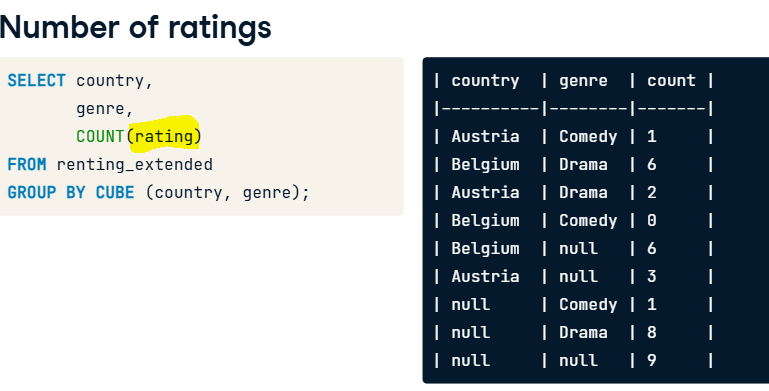 Number of ratings
SELECT country,
genre,
COUNT(rating)
FROM renting_extended
GROUP BY CUBE (country, genre);
| country  | genre  | count |
|----------|--------|-------|
| Austria  | Comedy | 1     |
| Belgium  | Drama  | 6     |
| Austria  | Drama  | 2     |
| Belgium  | Comedy | 0     |
| Belgium  | null   | 6     |
| Austria  | null   | 3     |
| null     | Comedy | 1     |
| null     | Drama  | 8     |
| null     | null   | 9     |